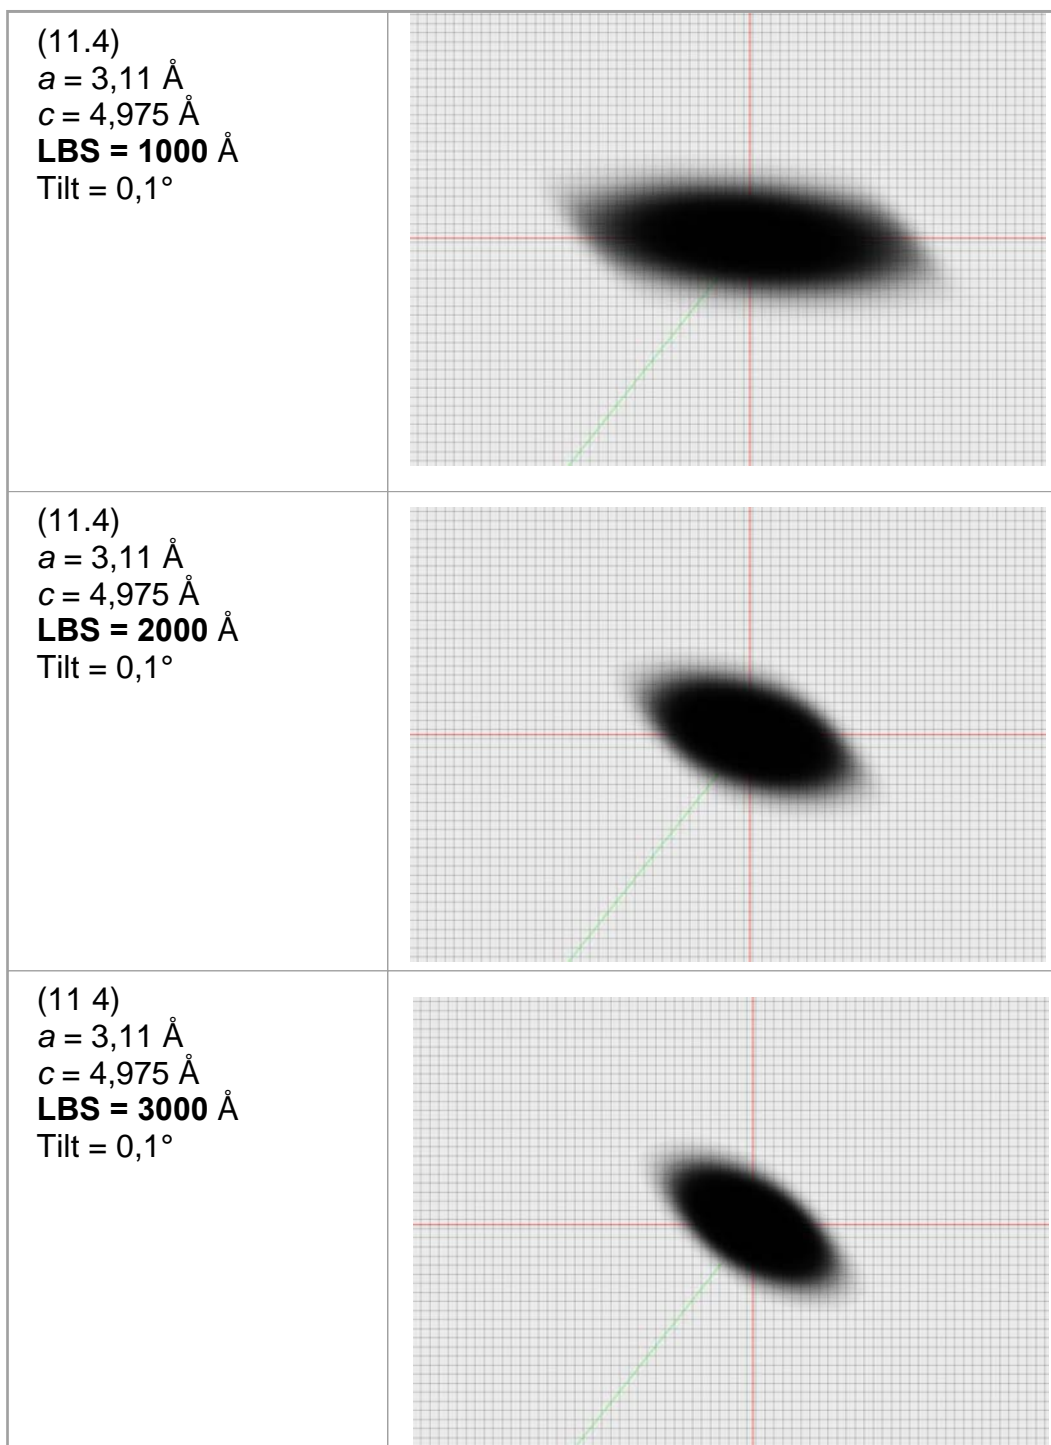 (11.4)
a = 3,11 Å
c = 4,975 Å
LBS = 1000 Å
Tilt = 0,1°
(11.4)
a = 3,11 Å
c = 4,975 Å
LBS = 2000 Å
Tilt = 0,1°
(11 4)
a = 3,11 Å
c = 4,975 Å
LBS = 3000 Å
Tilt = 0,1°